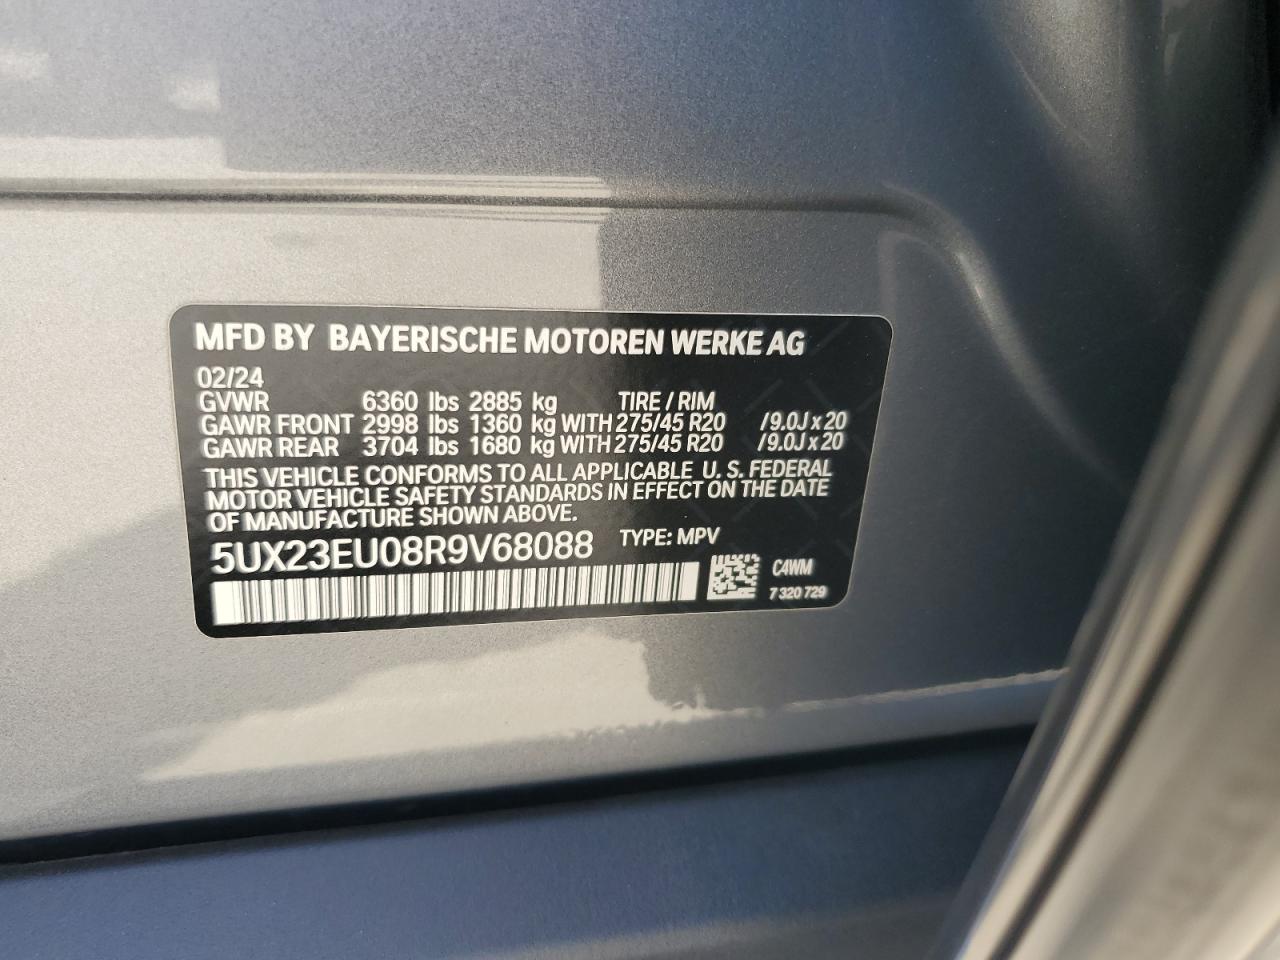 MFD BY BAYERISCHE MOTOREN WERKE AG
02/24
GVWR 6360 lbs 2885 kg TIRE / RIM
GAWR FRONT 2998 lbs 1360 kg WITH 275/45 R20 /9.0J x 20
GAWR REAR 3704 lbs 1680 kg WITH 275/45 R20 /9.0J x 20
THIS VEHICLE CONFORMS TO ALL APPLICABLE U. S. FEDERAL
MOTOR VEHICLE SAFETY STANDARDS IN EFFECT ON THE DATE
OF MANUFACTURE SHOWN ABOVE.
5UX23EU08R9V68088 TYPE: MPV
C4WM
7 320 729